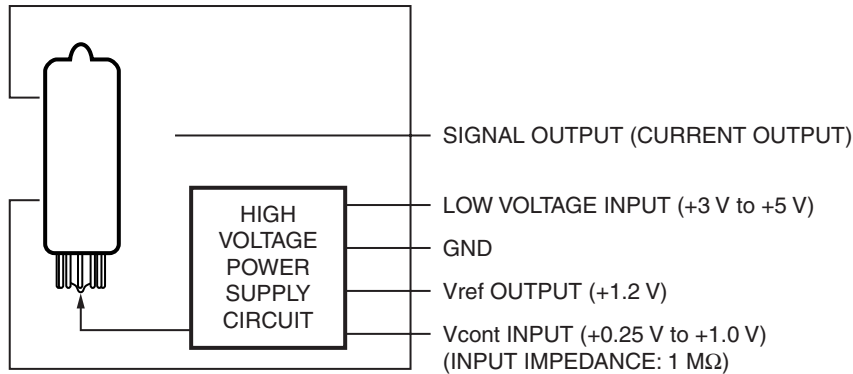 SIGNAL OUTPUT (CURRENT OUTPUT)
HIGH
VOLTAGE
POWER
SUPPLY
CIRCUIT
LOW VOLTAGE INPUT (+3 V to +5 V)
GND
Vref OUTPUT (+1.2 V)
Vcont INPUT (+0.25 V to +1.0 V)
(INPUT IMPEDANCE: 1 MΩ)